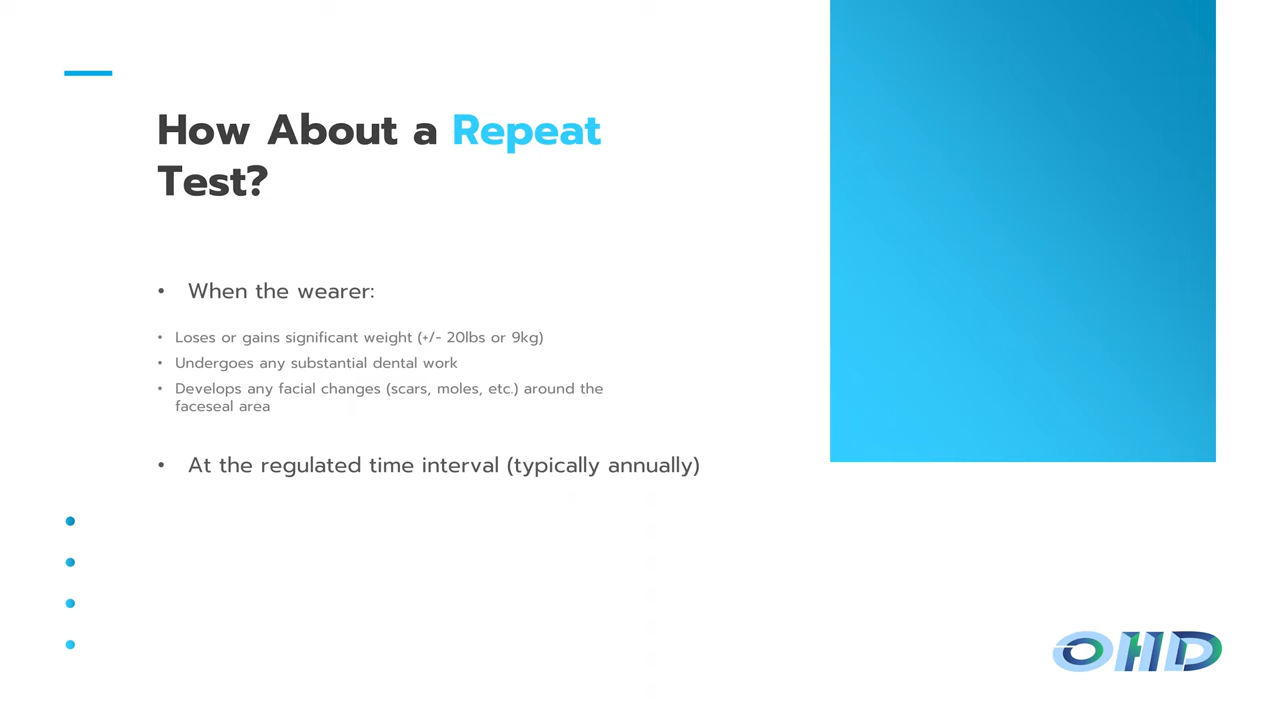 How About a Repeat
Test?
• When the wearer:
• Loses or gains significant weight (+/- 20lbs or 9kg)
• Undergoes any substantial dental work
• Develops any facial changes (scars, moles, etc.) around the
faceseal area
• At the regulated time interval (typically annually)
OHD